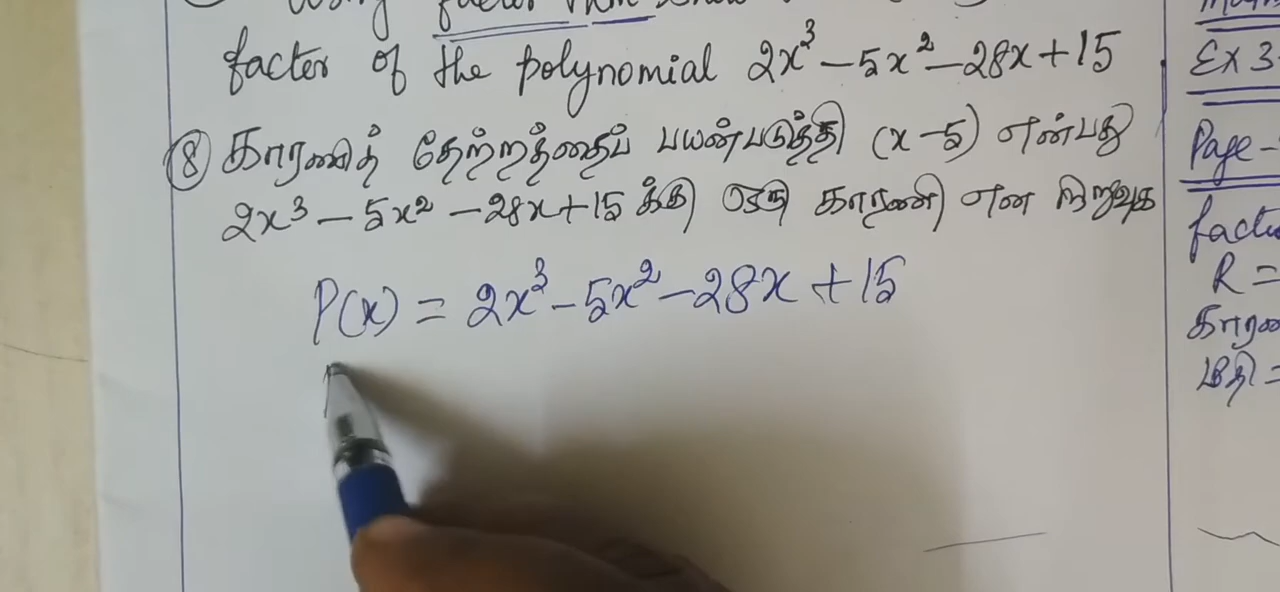 factor of the polynomial 2x³ – 5x² – 28x + 15
⑧ காரணித் தேற்றத்தைப் பயன்படுத்தி (x – 5) என்பது
2x³ – 5x² – 28x + 15 க்கு ஒரு காரணி என நிறுவுக
P(x) = 2x³ – 5x² – 28x + 15
Ex 3
Page -
R =